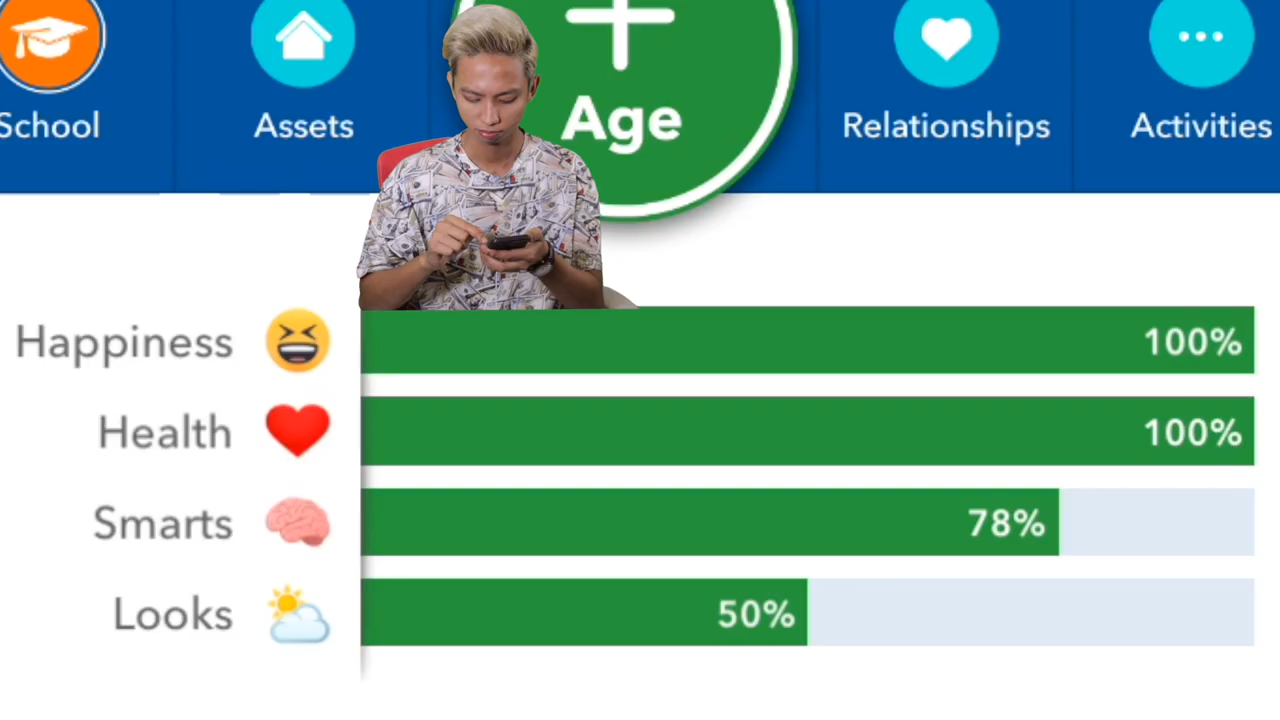 School
Assets
Age
Relationships
Activities
Happiness 100%
Health 100%
Smarts 78%
Looks 50%